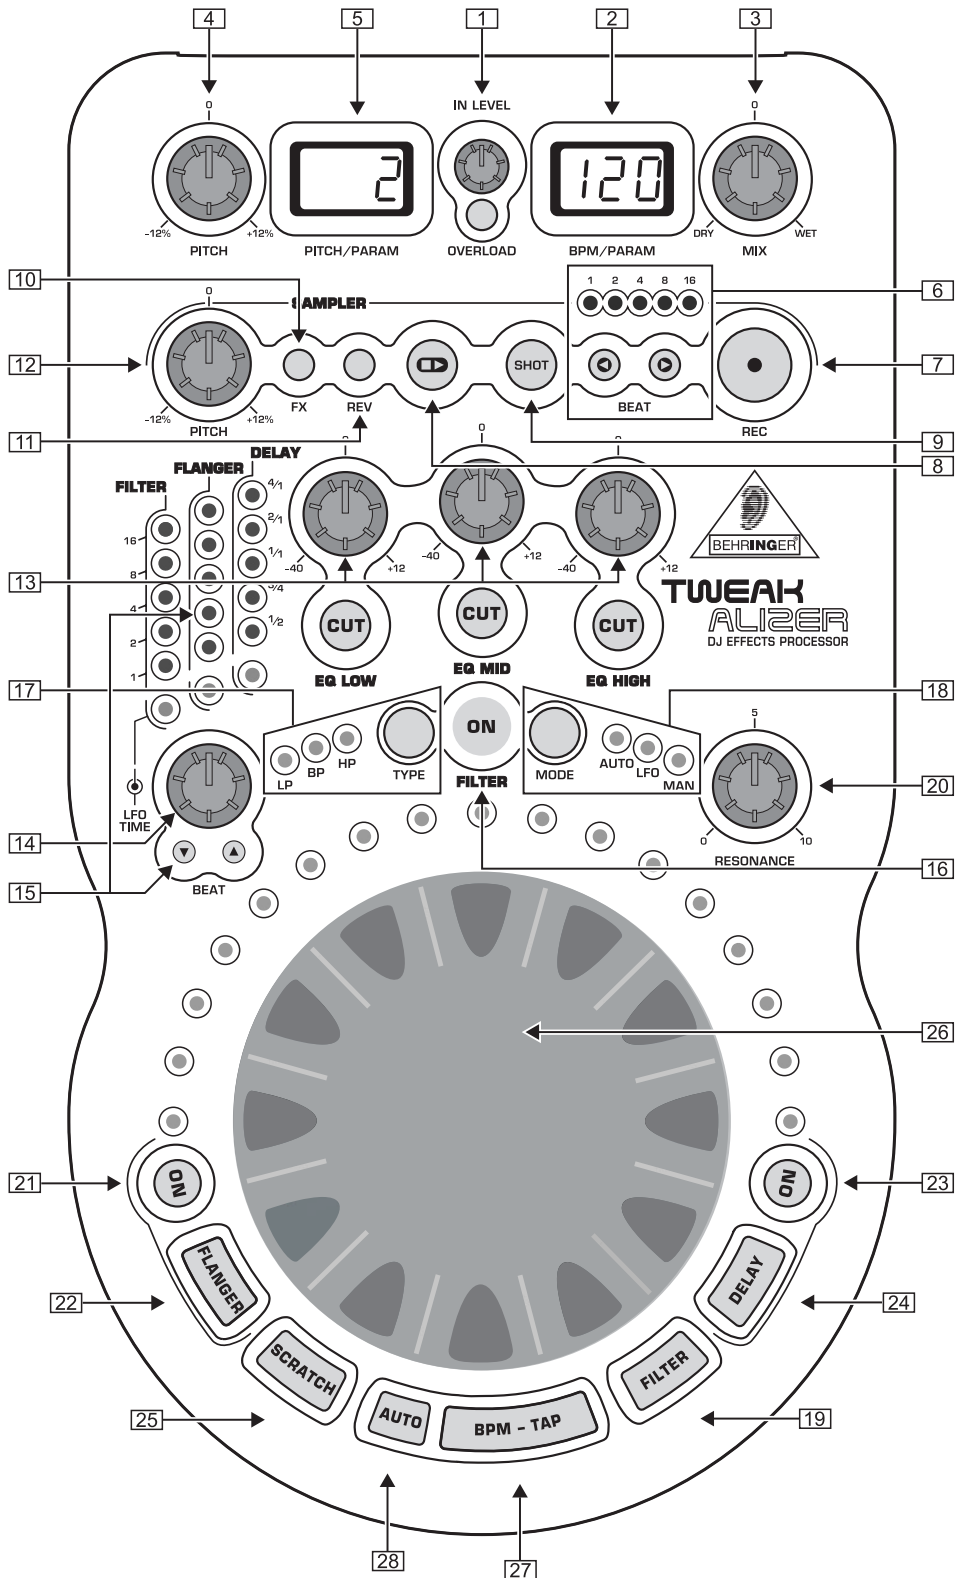 4 5 1 2 3
0 IN LEVEL 0
2 120
-12% +12% DRY WET
PITCH PITCH/PARAM OVERLOAD BPM/PARAM MIX
10 SAMPLER 1 2 4 8 16 6
0
12 SHOT 7
-12% +12% FX REV BEAT
PITCH REC
11 9
8
FILTER FLANGER DELAY 0 0 0
16 8 4 2 1
4/1 2/1 1/1 3/4 1/2
-40 +12 -40 +12 -40 +12
13 CUT CUT CUT
EQ LOW EQ MID EQ HIGH
BEHRINGER
TWEAK
ALIZER
DJ EFFECTS PROCESSOR
17 18
LP BP HP TYPE ON MODE AUTO LFO MAN
FILTER
5
0 10
RESONANCE
20
LFO
TIME
14
15 BEAT 16
26
21 ON ON 23
22 FLANGER DELAY 24
25 SCRATCH FILTER 19
AUTO BPM - TAP
28 27